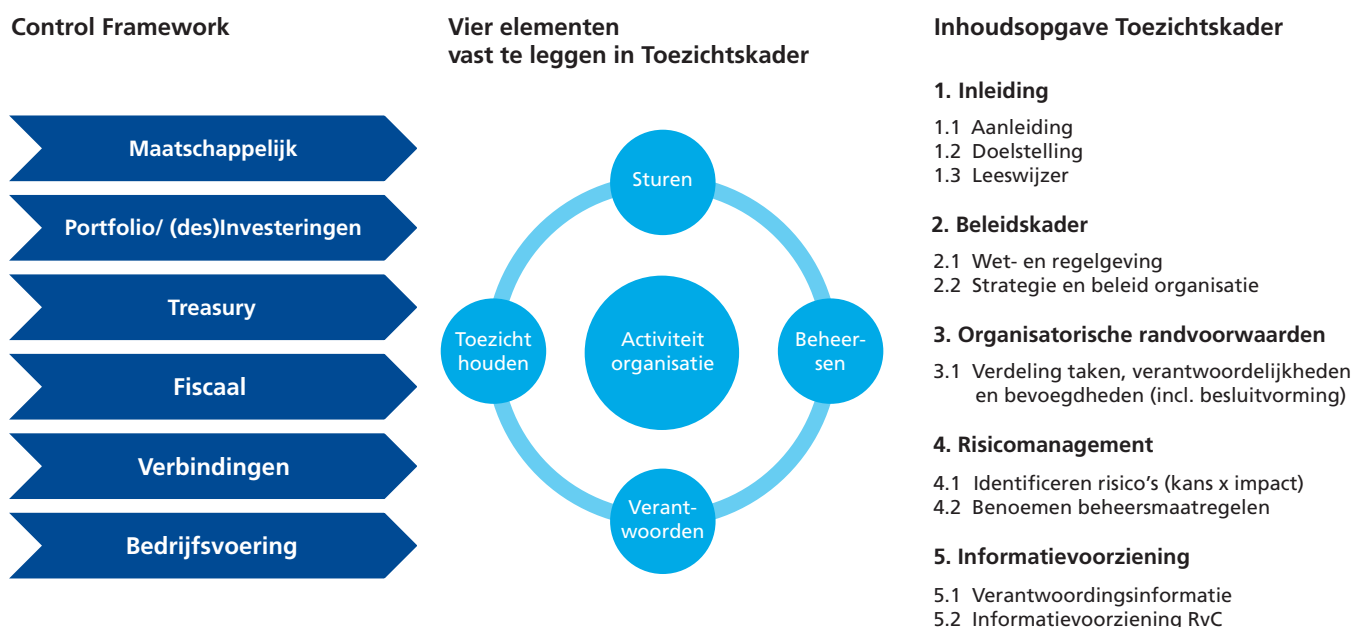 Control Framework
Maatschappelijk
Portfolio/ (des)Investeringen
Treasury
Fiscaal
Verbindingen
Bedrijfsvoering
Vier elementen
vast te leggen in Toezichtskader
Sturen
Toezicht
houden
Activiteit
organisatie
Beheer-
sen
Verant-
woorden
Inhoudsopgave Toezichtskader
1. Inleiding
1.1 Aanleiding
1.2 Doelstelling
1.3 Leeswijzer
2. Beleidskader
2.1 Wet- en regelgeving
2.2 Strategie en beleid organisatie
3. Organisatorische randvoorwaarden
3.1 Verdeling taken, verantwoordelijkheden
en bevoegdheden (incl. besluitvorming)
4. Risicomanagement
4.1 Identificeren risico's (kans x impact)
4.2 Benoemen beheersmaatregelen
5. Informatievoorziening
5.1 Verantwoordingsinformatie
5.2 Informatievoorziening RvC